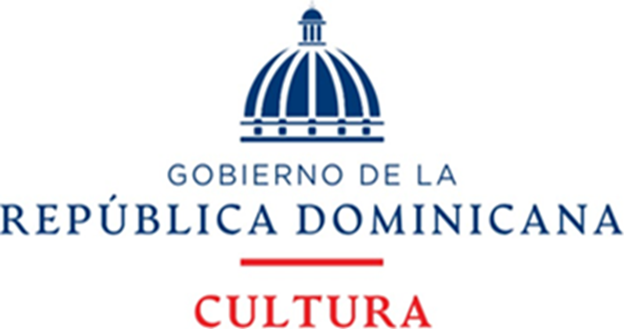 GOBIERNO DE LA
REPÚBLICA DOMINICANA
CULTURA